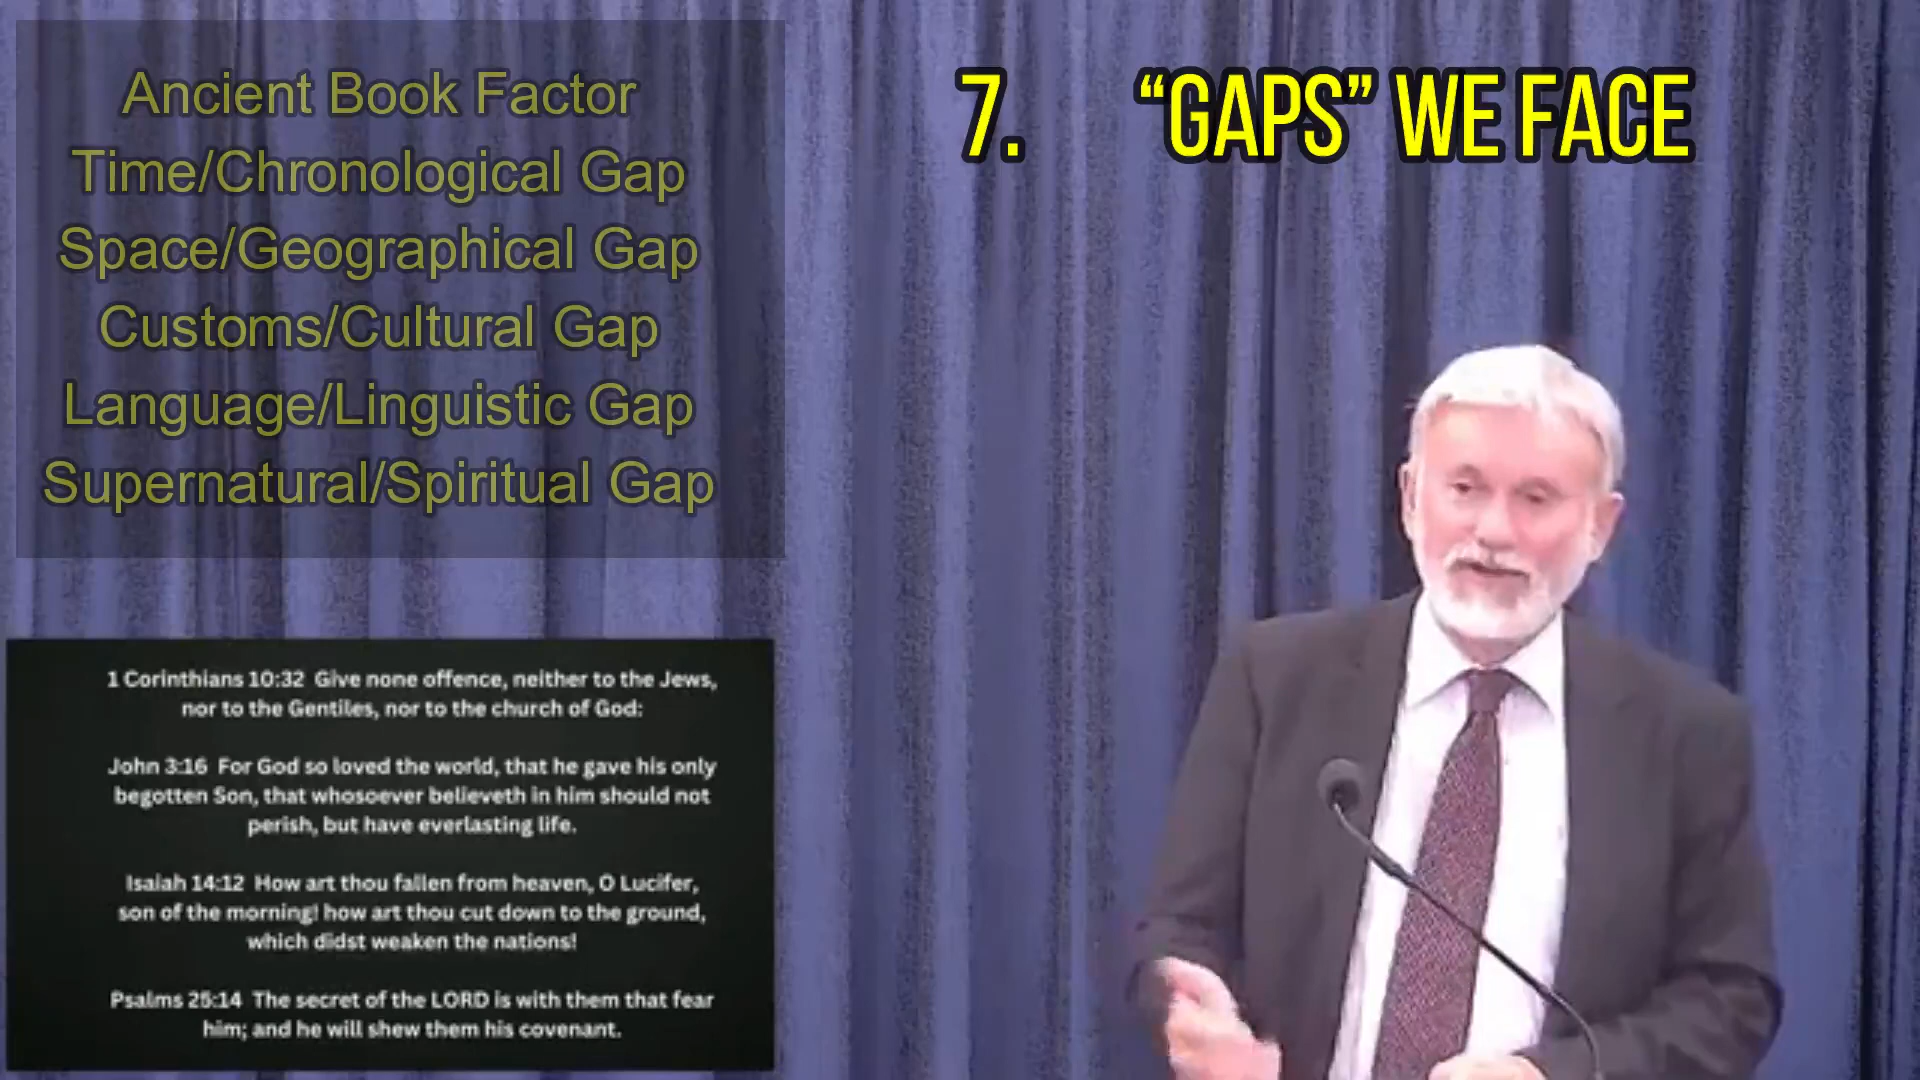 Ancient Book Factor
Time/Chronological Gap
Space/Geographical Gap
Customs/Cultural Gap
Language/Linguistic Gap
Supernatural/Spiritual Gap
7. “GAPS” WE FACE
1 Corinthians 10:32 Give none offence, neither to the Jews,
nor to the Gentiles, nor to the church of God:
John 3:16 For God so loved the world, that he gave his only
begotten Son, that whosoever believeth in him should not
perish, but have everlasting life.
Isaiah 14:12 How art thou fallen from heaven, O Lucifer,
son of the morning! how art thou cut down to the ground,
which didst weaken the nations!
Psalms 25:14 The secret of the LORD is with them that fear
him; and he will shew them his covenant.